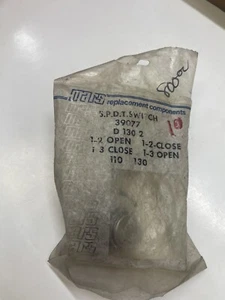 replacement components
S.P.D.T. SWITCH
39077
D 130 2
1-2 OPEN 1-2-CLOSE
1-3 CLOSE 1-3 OPEN
110 130